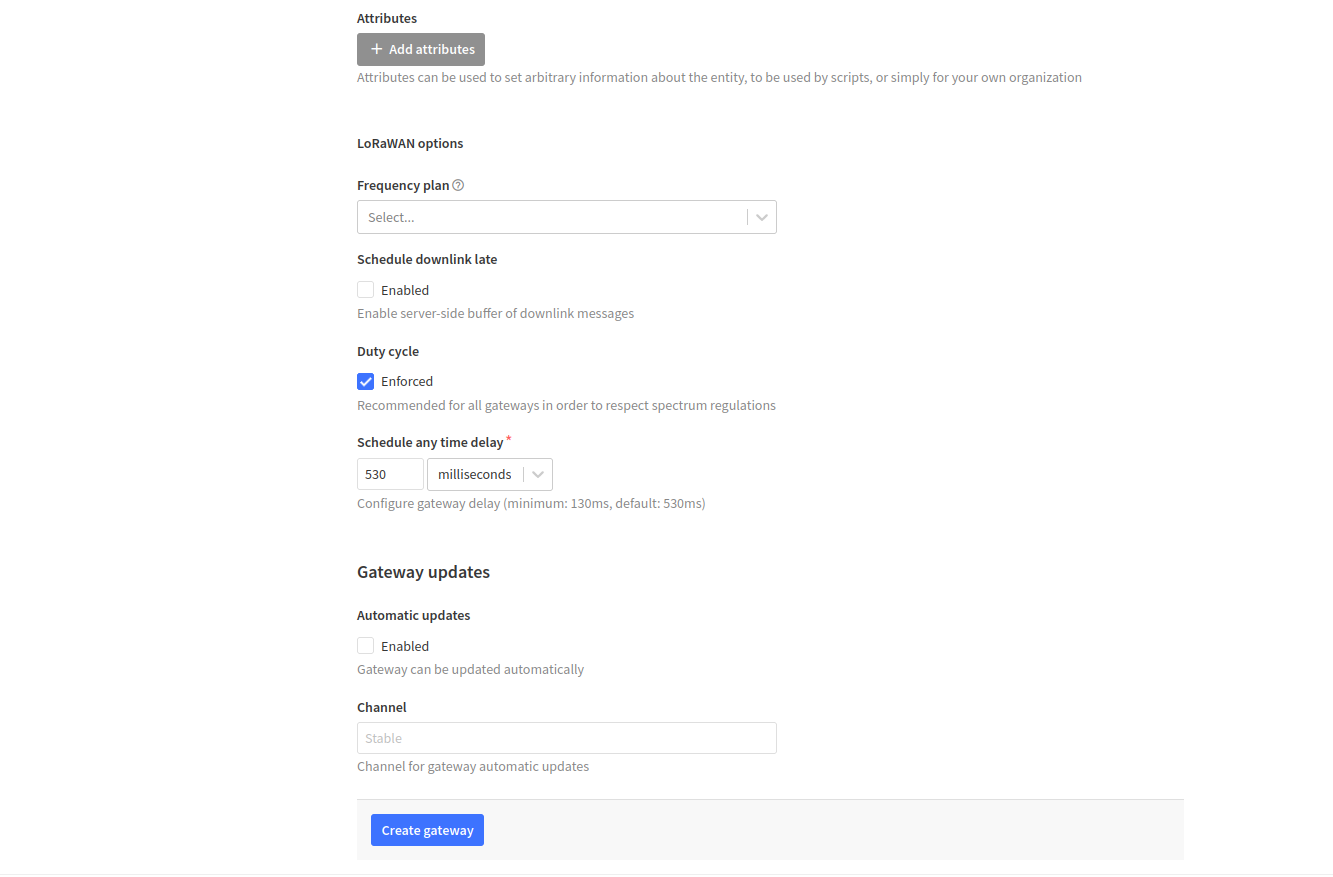 Attributes
+ Add attributes
Attributes can be used to set arbitrary information about the entity, to be used by scripts, or simply for your own organization
LoRaWAN options
Frequency plan
Select...
Schedule downlink late
Enabled
Enable server-side buffer of downlink messages
Duty cycle
Enforced
Recommended for all gateways in order to respect spectrum regulations
Schedule any time delay *
530 milliseconds
Configure gateway delay (minimum: 130ms, default: 530ms)
Gateway updates
Automatic updates
Enabled
Gateway can be updated automatically
Channel
Stable
Channel for gateway automatic updates
Create gateway